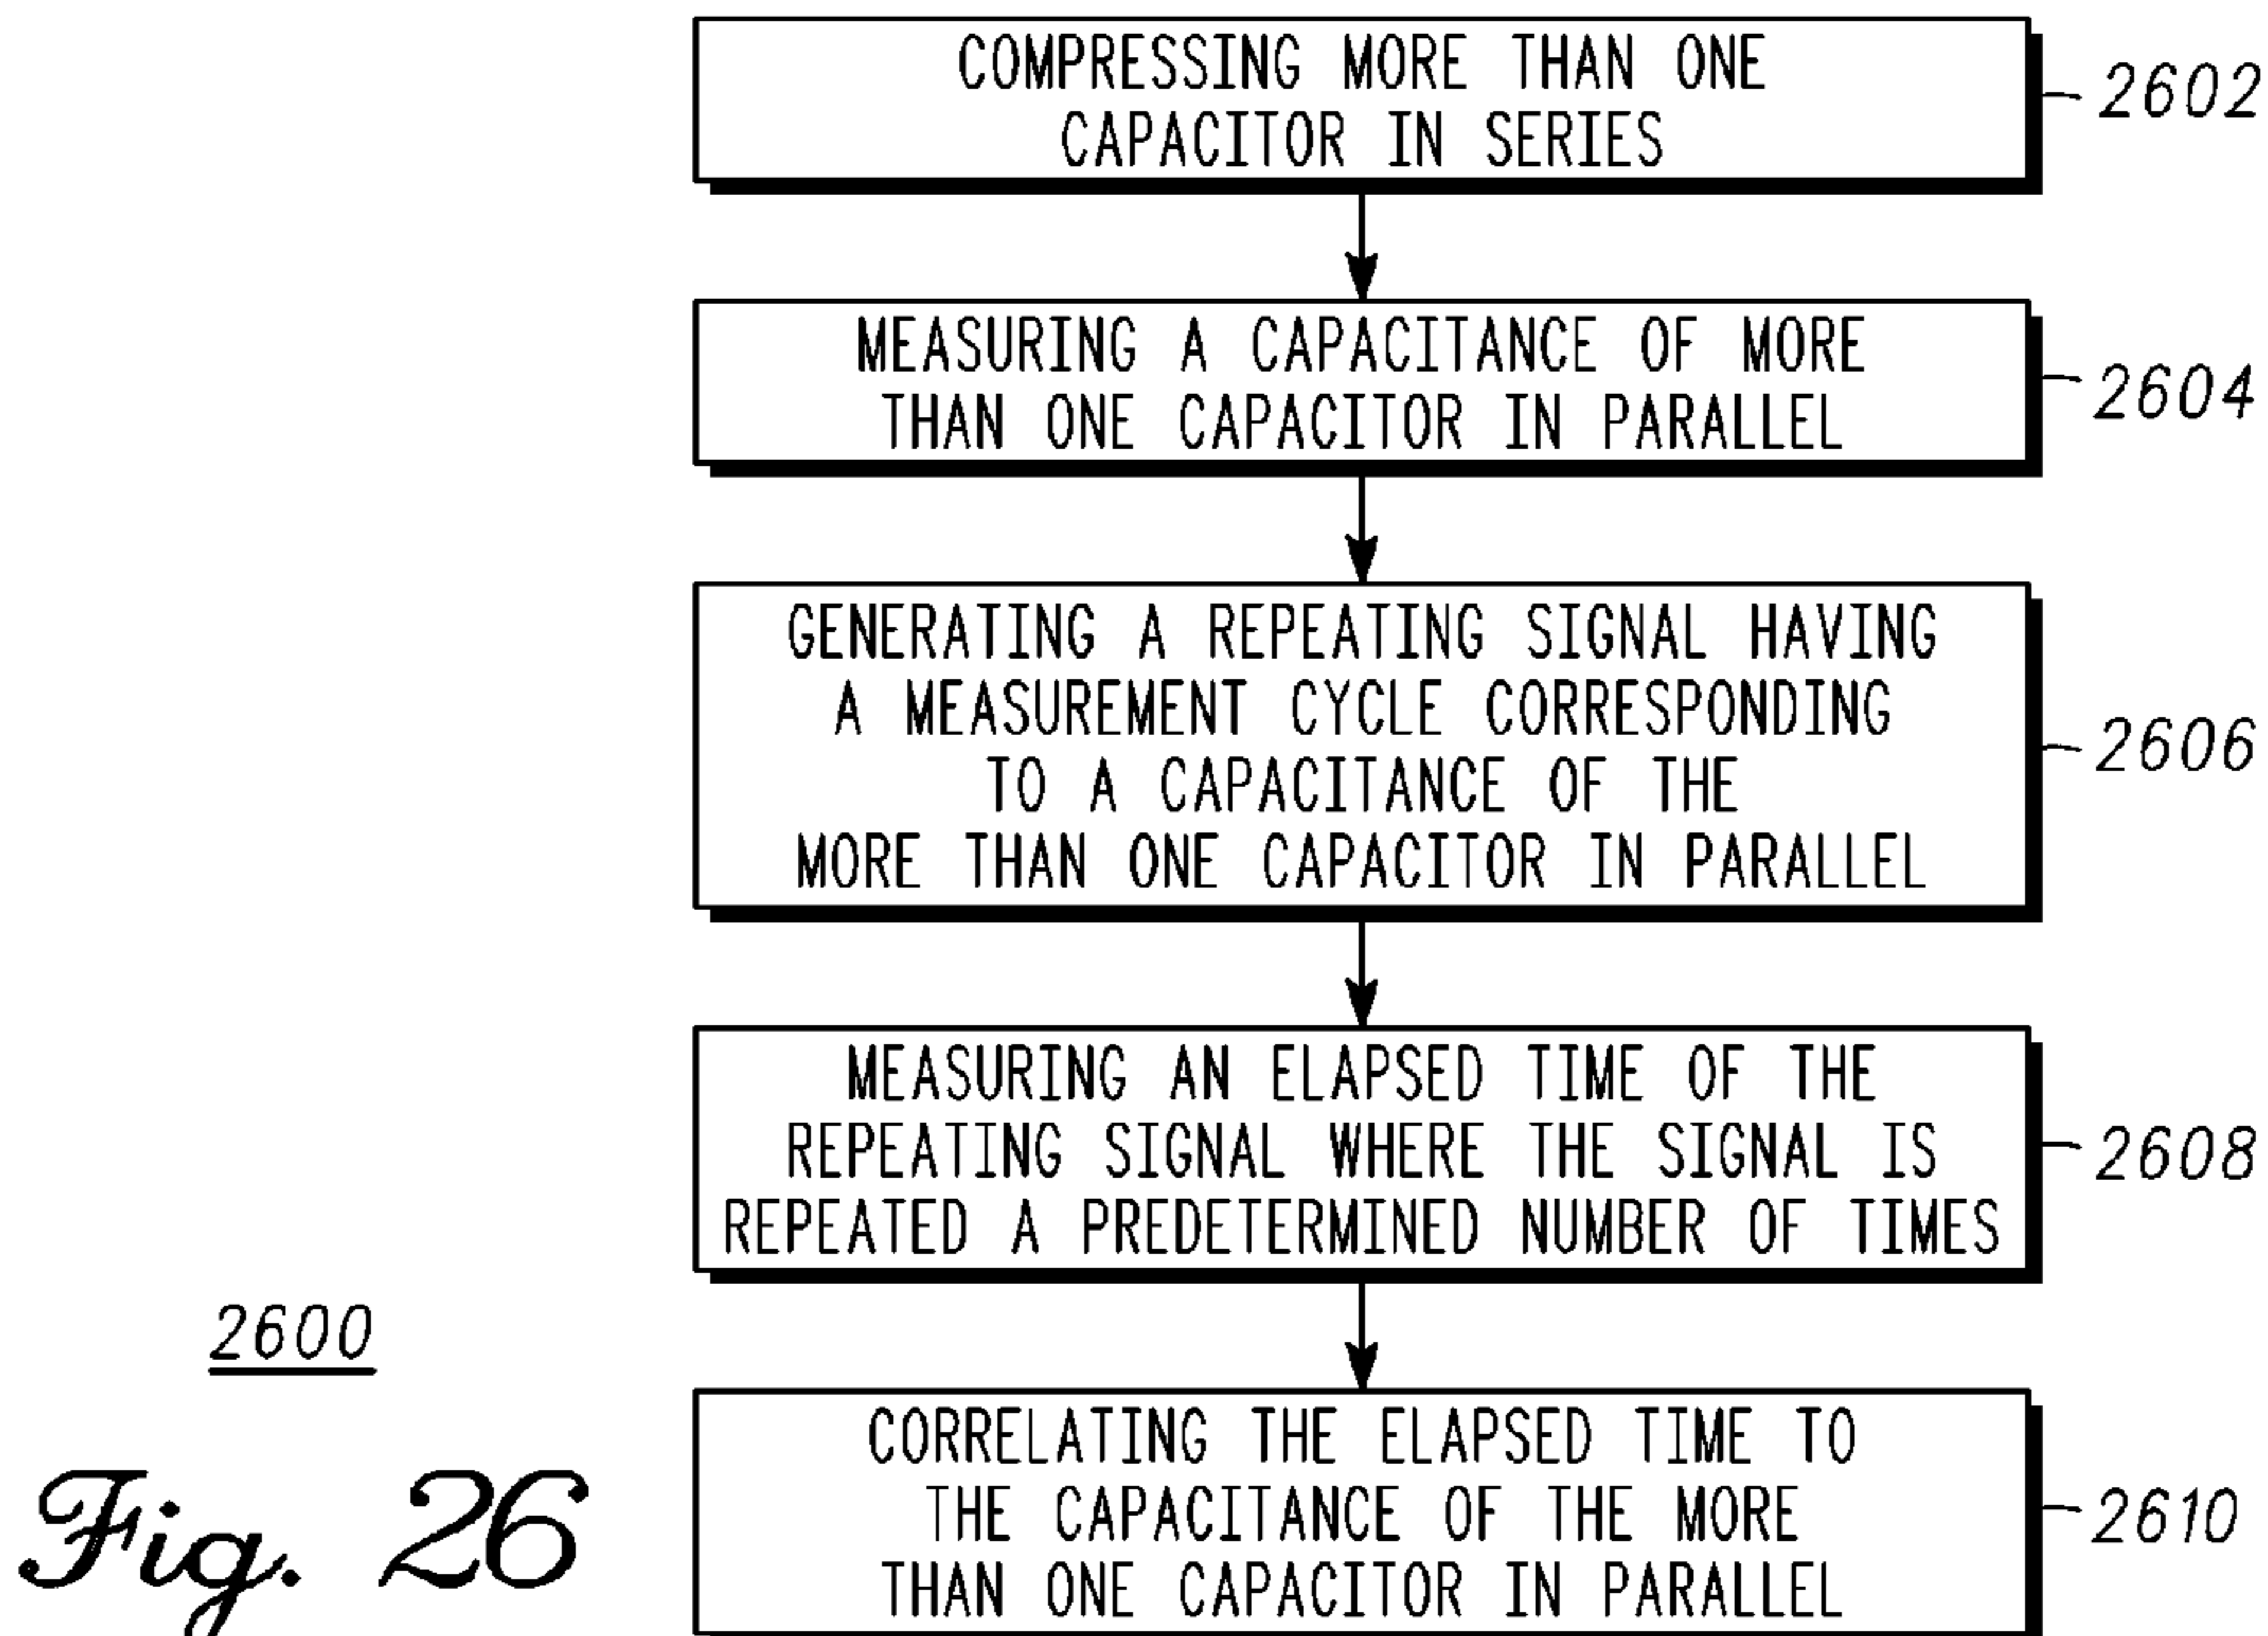 COMPRESSING MORE THAN ONE
CAPACITOR IN SERIES
2602
MEASURING A CAPACITANCE OF MORE
THAN ONE CAPACITOR IN PARALLEL
2604
GENERATING A REPEATING SIGNAL HAVING
A MEASUREMENT CYCLE CORRESPONDING
TO A CAPACITANCE OF THE
MORE THAN ONE CAPACITOR IN PARALLEL
2606
MEASURING AN ELAPSED TIME OF THE
REPEATING SIGNAL WHERE THE SIGNAL IS
REPEATED A PREDETERMINED NUMBER OF TIMES
2608
CORRELATING THE ELAPSED TIME TO
THE CAPACITANCE OF THE MORE
THAN ONE CAPACITOR IN PARALLEL
2610
2600
Fig. 26